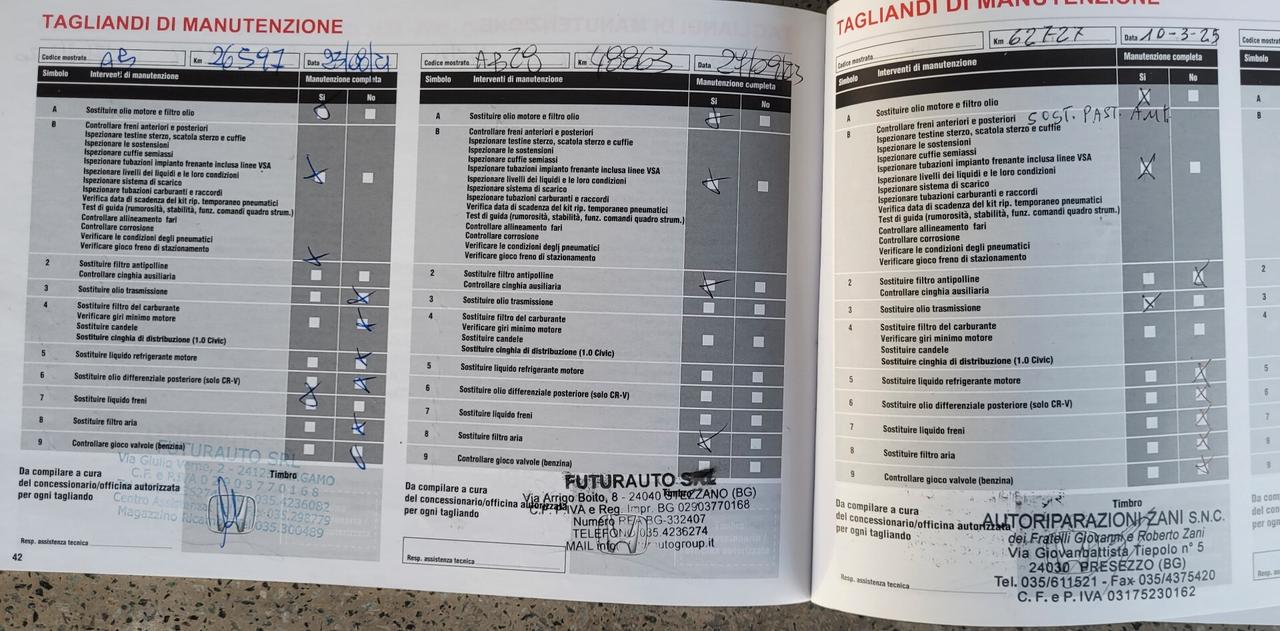 TAGLIANDI DI MANUTENZIONE
Codice mostrato AB Km 26597 Data
Simbolo Interventi di manutenzione Manutenzione completa
Si No
A Sostituire olio motore e filtro olio
B Controllare freni anteriori e posteriori
Ispezionare testine sterzo, scatola sterzo e cuffie
Ispezionare le sostensioni
Ispezionare cuffie semiassi
Ispezionare tubazioni impianto frenante inclusa linee VSA
Ispezionare livelli dei liquidi e le loro condizioni
Ispezionare sistema di scarico
Ispezionare tubazioni carburanti e raccordi
Verifica data di scadenza del kit rip. temporaneo pneumatici
Test di guida (rumorosità, stabilità, funz. comandi quadro strum.)
Controllare allineamento fari
Controllare corrosione
Verificare le condizioni degli pneumatici
Verificare gioco freno di stazionamento
2 Sostituire filtro antipolline
Controllare cinghia ausiliaria
3 Sostituire olio trasmissione
4 Sostituire filtro del carburante
Verificare giri minimo motore
Sostituire candele
Sostituire cinghia di distribuzione (1.0 Civic)
5 Sostituire liquido refrigerante motore
6 Sostituire olio differenziale posteriore (solo CR-V)
7 Sostituire liquido freni
8 Sostituire filtro aria
9 Controllare gioco valvole (benzina)
Da compilare a cura
del concessionario/officina autorizzata
per ogni tagliando
Timbro
FUTURAUTO SRL
Resp. assistenza tecnica
42
Codice mostrato AB28 Km 48863 Data
Simbolo Interventi di manutenzione Manutenzione completa
Si No
A Sostituire olio motore e filtro olio
B Controllare freni anteriori e posteriori
Ispezionare testine sterzo, scatola sterzo e cuffie
Ispezionare le sostensioni
Ispezionare cuffie semiassi
Ispezionare tubazioni impianto frenante inclusa linee VSA
Ispezionare livelli dei liquidi e le loro condizioni
Ispezionare sistema di scarico
Ispezionare tubazioni carburanti e raccordi
Verifica data di scadenza del kit rip. temporaneo pneumatici
Test di guida (rumorosità, stabilità, funz. comandi quadro strum.)
Controllare allineamento fari
Controllare corrosione
Verificare le condizioni degli pneumatici
Verificare gioco freno di stazionamento
2 Sostituire filtro antipolline
Controllare cinghia ausiliaria
3 Sostituire olio trasmissione
4 Sostituire filtro del carburante
Verificare giri minimo motore
Sostituire candele
Sostituire cinghia di distribuzione (1.0 Civic)
5 Sostituire liquido refrigerante motore
6 Sostituire olio differenziale posteriore (solo CR-V)
7 Sostituire liquido freni
8 Sostituire filtro aria
9 Controllare gioco valvole (benzina)
Da compilare a cura
del concessionario/officina autorizzata
per ogni tagliando
Timbro
FUTURAUTO SRL
Via Arrigo Boito, 8 - 24040 (BG)
C.F. P.IVA e Reg. Impr. BG 02903770168
Numero REA BG-332407
TELEFONO 035.4236274
MAIL
Resp. assistenza tecnica
TAGLIANDI DI MANUTENZIONE
Codice mostrato Km 62727 Data 10-3-25
Simbolo Interventi di manutenzione Manutenzione completa
Si No
A Sostituire olio motore e filtro olio
B Controllare freni anteriori e posteriori SOST. PAST. ANT.
Ispezionare testine sterzo, scatola sterzo e cuffie
Ispezionare le sostensioni
Ispezionare cuffie semiassi
Ispezionare tubazioni impianto frenante inclusa linee VSA
Ispezionare livelli dei liquidi e le loro condizioni
Ispezionare sistema di scarico
Ispezionare tubazioni carburanti e raccordi
Verifica data di scadenza del kit rip. temporaneo pneumatici
Test di guida (rumorosità, stabilità, funz. comandi quadro strum.)
Controllare allineamento fari
Controllare corrosione
Verificare le condizioni degli pneumatici
Verificare gioco freno di stazionamento
2 Sostituire filtro antipolline
Controllare cinghia ausiliaria
3 Sostituire olio trasmissione
4 Sostituire filtro del carburante
Verificare giri minimo motore
Sostituire candele
Sostituire cinghia di distribuzione (1.0 Civic)
5 Sostituire liquido refrigerante motore
6 Sostituire olio differenziale posteriore (solo CR-V)
7 Sostituire liquido freni
8 Sostituire filtro aria
9 Controllare gioco valvole (benzina)
Da compilare a cura
del concessionario/officina autorizzata
per ogni tagliando
Timbro
AUTORIPARAZIONI ZANI S.N.C.
dei Fratelli Giovanni e Roberto Zani
Via Giovanbattista Tiepolo n° 5
24030 PRESEZZO (BG)
Tel. 035/611521 - Fax 035/4375420
C. F. e P. IVA 03175230162
Resp. assistenza tecnica